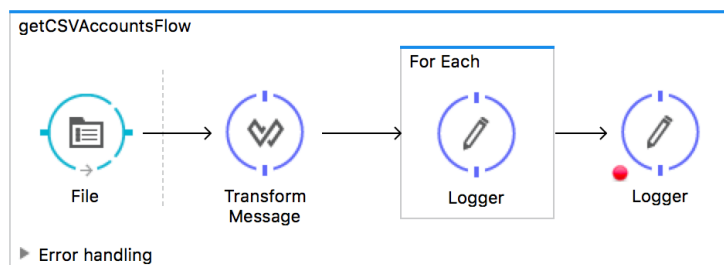 getCSVAccountsFlow
For Each
File
Transform
Message
Logger
Logger
Error handling